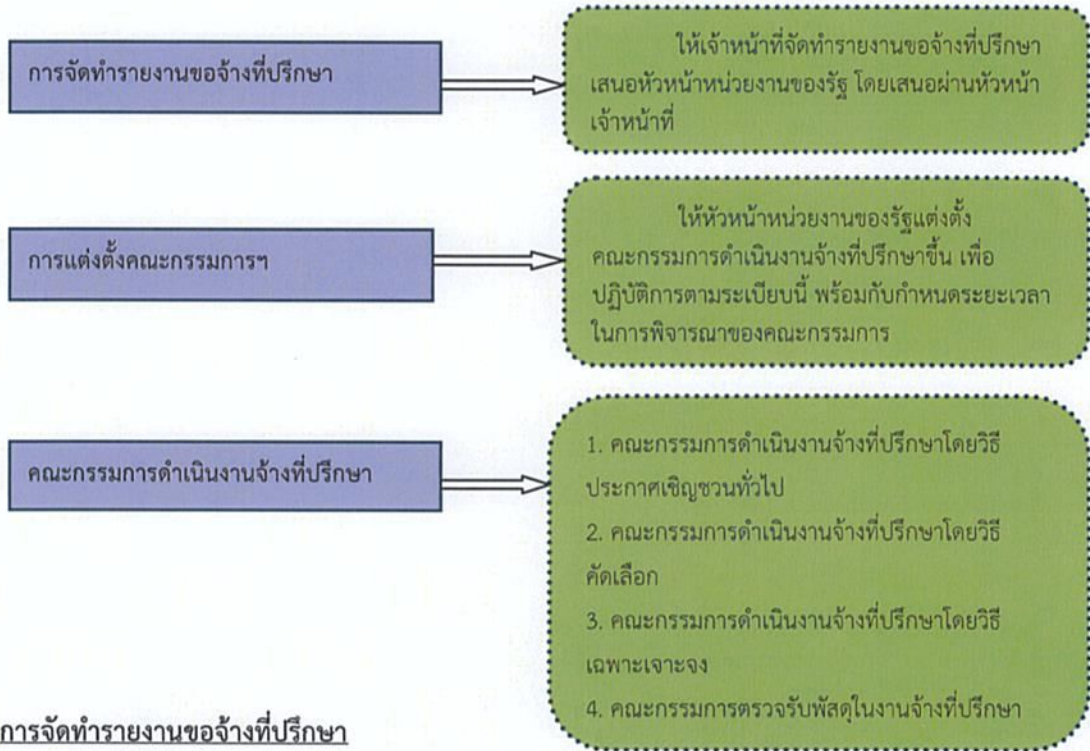 การจัดทำรายงานขอจ้างที่ปรึกษา
ให้เจ้าหน้าที่จัดทำรายงานขอจ้างที่ปรึกษา
เสนอหัวหน้าหน่วยงานของรัฐ โดยเสนอผ่านหัวหน้า
เจ้าหน้าที่
การแต่งตั้งคณะกรรมการฯ
ให้หัวหน้าหน่วยงานของรัฐแต่งตั้ง
คณะกรรมการดำเนินงานจ้างที่ปรึกษาขึ้น เพื่อ
ปฏิบัติการตามระเบียบนี้ พร้อมกับกำหนดระยะเวลา
ในการพิจารณาของคณะกรรมการ
คณะกรรมการดำเนินงานจ้างที่ปรึกษา
1. คณะกรรมการดำเนินงานจ้างที่ปรึกษาโดยวิธี
ประกาศเชิญชวนทั่วไป
2. คณะกรรมการดำเนินงานจ้างที่ปรึกษาโดยวิธี
คัดเลือก
3. คณะกรรมการดำเนินงานจ้างที่ปรึกษาโดยวิธี
เฉพาะเจาะจง
4. คณะกรรมการตรวจรับพัสดุในงานจ้างที่ปรึกษา
การจัดทำรายงานขอจ้างที่ปรึกษา